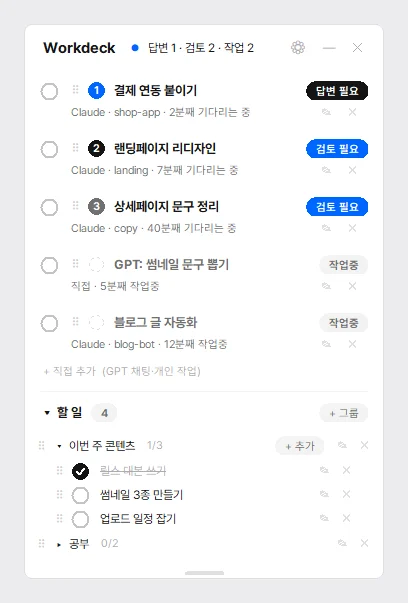 Workdeck 답변 1 · 검토 2 · 작업 2
1 결제 연동 붙이기 답변 필요
Claude · shop-app · 2분째 기다리는 중
2 랜딩페이지 리디자인 검토 필요
Claude · landing · 7분째 기다리는 중
3 상세페이지 문구 정리 검토 필요
Claude · copy · 40분째 기다리는 중
GPT: 썸네일 문구 뽑기 작업중
직접 · 5분째 작업중
블로그 글 자동화 작업중
Claude · blog-bot · 12분째 작업중
+ 직접 추가 (GPT 채팅·개인 작업)
할 일 4 + 그룹
이번 주 콘텐츠 1/3 + 추가
릴스 대본 쓰기
썸네일 3종 만들기
업로드 일정 잡기
공부 0/2